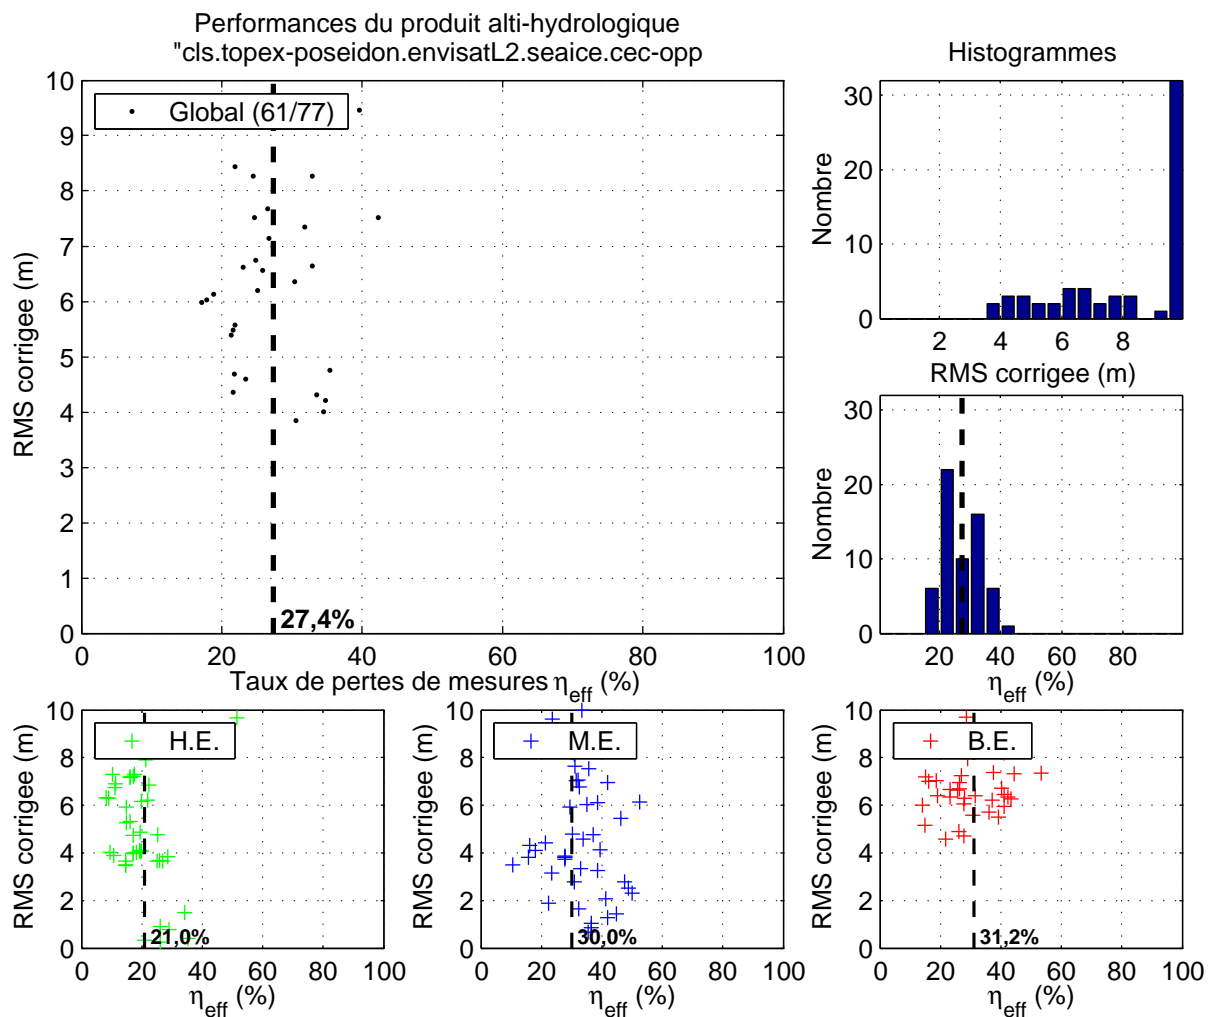 Performances du produit alti-hydrologique
"cls.topex-poseidon.envisatL2.seaice.cec-opp
Histogrammes
10
9
8
7
6
5
4
3
2
1
0
RMS corrigee (m)
Global (61/77)
27,4%
0 20 40 60 80 100
Taux de pertes de mesures η_eff (%)
30
20
10
0
Nombre
2 4 6 8
RMS corrigee (m)
30
20
10
0
Nombre
20 40 60 80
η_eff (%)
10
8
6
4
2
0
RMS corrigee (m)
H.E.
21,0%
0 20 40 60 80 100
η_eff (%)
10
8
6
4
2
0
RMS corrigee (m)
M.E.
30,0%
0 20 40 60 80 100
η_eff (%)
10
8
6
4
2
0
RMS corrigee (m)
B.E.
31,2%
0 20 40 60 80 100
η_eff (%)